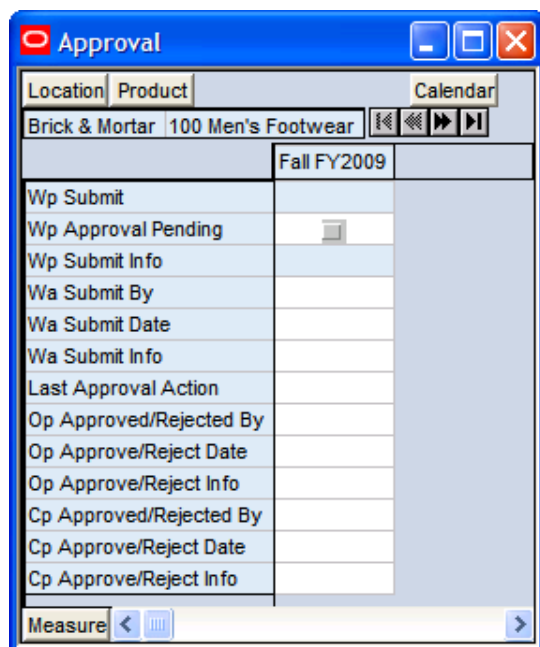 Approval
Location Product Calendar
Brick & Mortar 100 Men's Footwear
Fall FY2009
Wp Submit
Wp Approval Pending
Wp Submit Info
Wa Submit By
Wa Submit Date
Wa Submit Info
Last Approval Action
Op Approved/Rejected By
Op Approve/Reject Date
Op Approve/Reject Info
Cp Approved/Rejected By
Cp Approve/Reject Date
Cp Approve/Reject Info
Measure